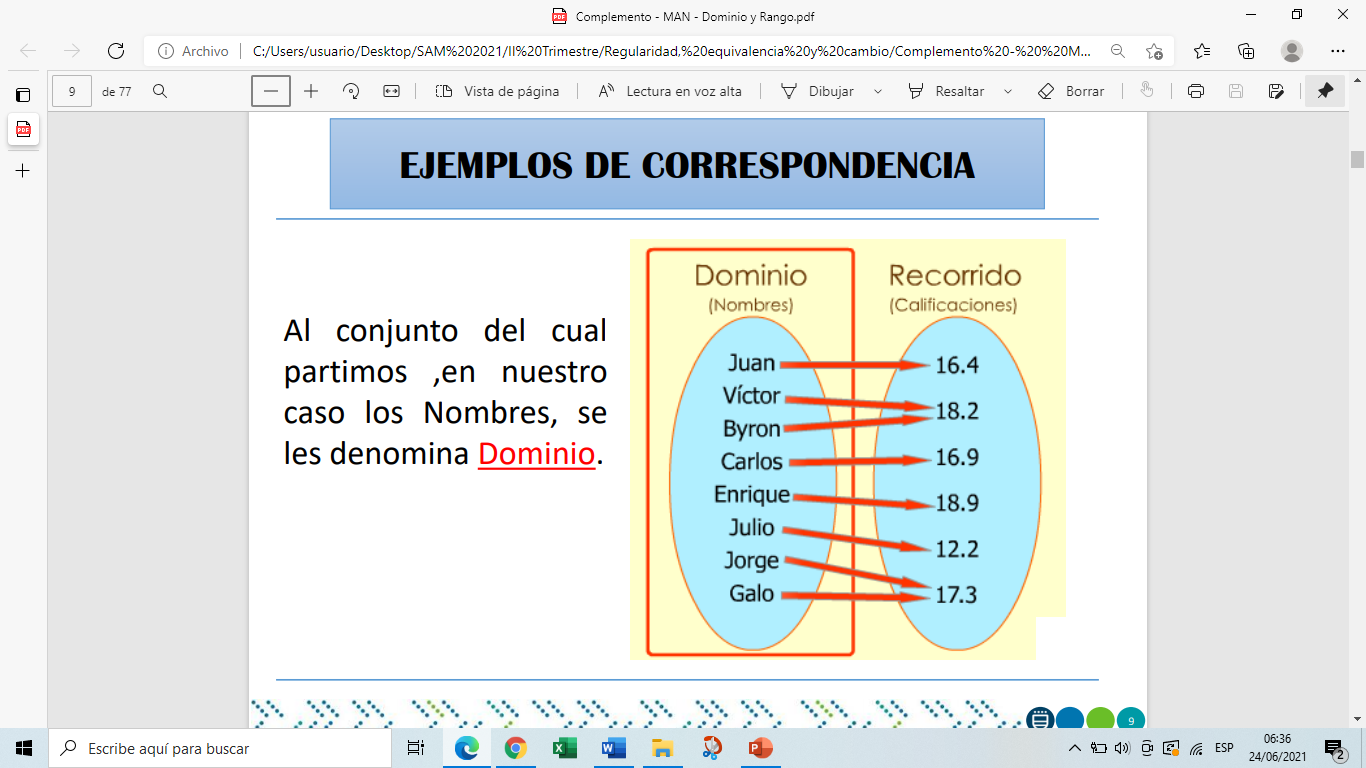 Complemento - MAN - Dominio y Rango.pdf
Archivo
C:/Users/usuario/Desktop/SAM%202021/II%20Trimestre/Regularidad,%20equivalencia%20y%20cambio/Complemento%20-%20%20M...
9
de 77
Vista de página
Lectura en voz alta
Dibujar
Resaltar
Borrar
EJEMPLOS DE CORRESPONDENCIA
Al conjunto del cual
partimos ,en nuestro
caso los Nombres, se
les denomina Dominio.
Dominio
(Nombres)
Juan
Víctor
Byron
Carlos
Enrique
Julio
Jorge
Galo
Recorrido
(Calificaciones)
16.4
18.2
16.9
18.9
12.2
17.3
9
Escribe aquí para buscar
ESP
06:36
24/06/2021
2